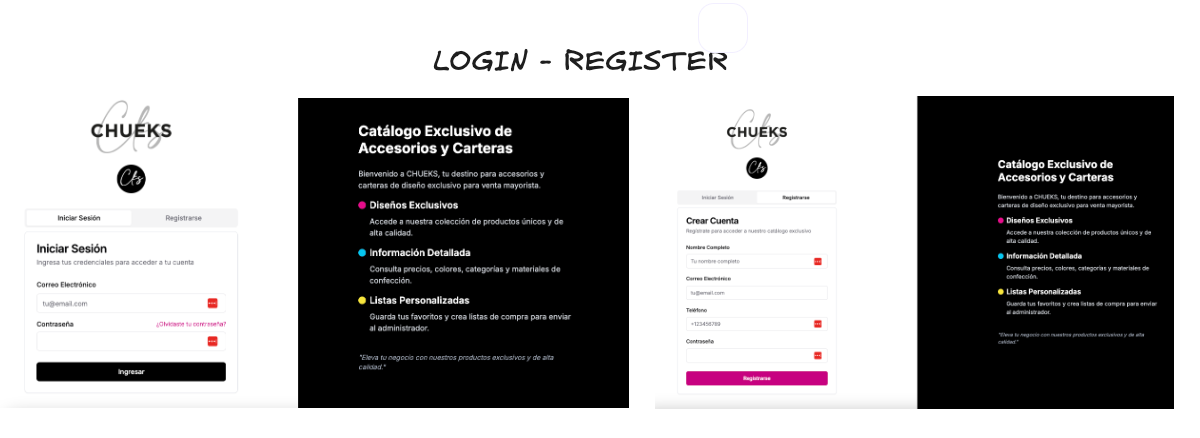 LOGIN - REGISTER
Cks
CHUEKS
Cks
Iniciar Sesión
Registrarse
Iniciar Sesión
Ingresa tus credenciales para acceder a tu cuenta
Correo Electrónico
tu@email.com
Contraseña
¿Olvidaste tu contraseña?
Ingresar
Catálogo Exclusivo de
Accesorios y Carteras
Bienvenido a CHUEKS, tu destino para accesorios y
carteras de diseño exclusivo para venta mayorista.
Diseños Exclusivos
Accede a nuestra colección de productos únicos y de
alta calidad.
Información Detallada
Consulta precios, colores, categorías y materiales de
confección.
Listas Personalizadas
Guarda tus favoritos y crea listas de compra para enviar
al administrador.
"Eleva tu negocio con nuestros productos exclusivos y de alta
calidad."
Cks
CHUEKS
Cks
Iniciar Sesión
Registrarse
Crear Cuenta
Regístrate para acceder a nuestro catálogo exclusivo
Nombre Completo
Tu nombre completo
Correo Electrónico
tu@email.com
Teléfono
+123456789
Contraseña
Registrarse
Catálogo Exclusivo de
Accesorios y Carteras
Bienvenido a CHUEKS, tu destino para accesorios y
carteras de diseño exclusivo para venta mayorista.
Diseños Exclusivos
Accede a nuestra colección de productos únicos y de
alta calidad.
Información Detallada
Consulta precios, colores, categorías y materiales de
confección.
Listas Personalizadas
Guarda tus favoritos y crea listas de compra para enviar
al administrador.
"Eleva tu negocio con nuestros productos exclusivos y de alta
calidad."